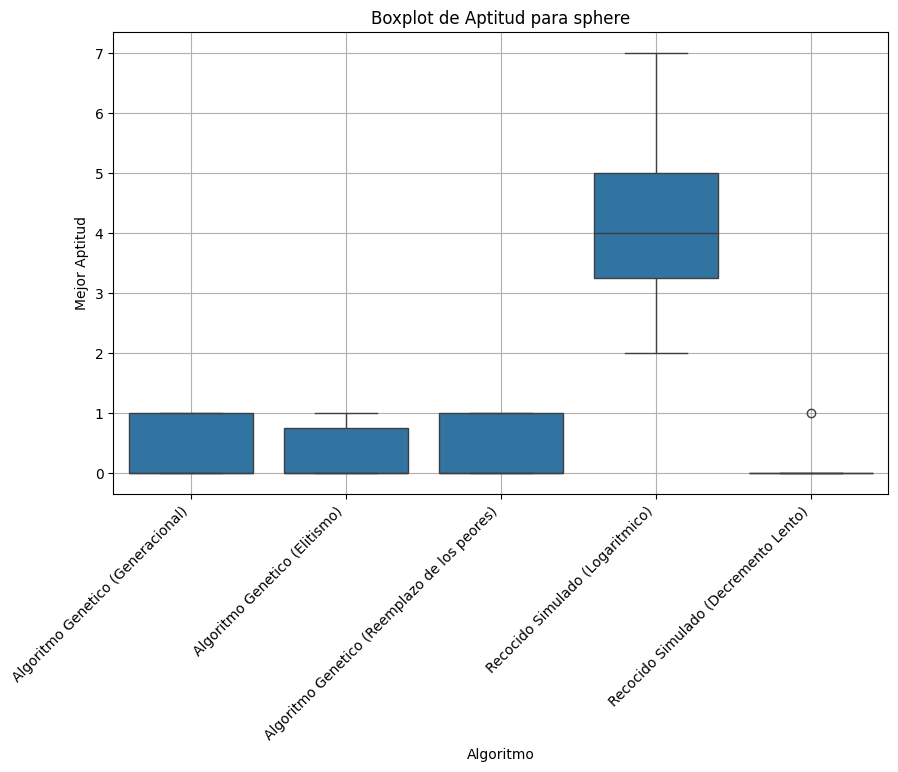 Boxplot de Aptitud para sphere
Mejor Aptitud
7
6
5
4
3
2
1
0
Algoritmo Genetico (Generacional)
Algoritmo Genetico (Elitismo)
Algoritmo Genetico (Reemplazo de los peores)
Recocido Simulado (Logaritmico)
Recocido Simulado (Decremento Lento)
Algoritmo